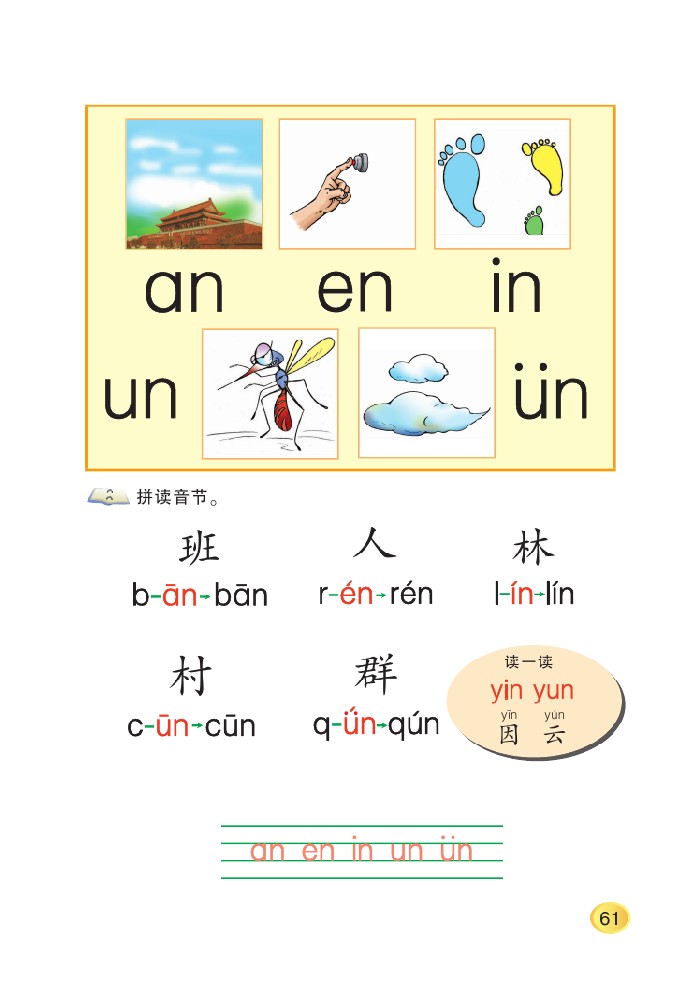 an en in
un ün
拼读音节。
班 人 林
b-ān→bān r-én→rén l-ín→lín
村 群
c-ūn→cūn q-ǘn→qún
读一读
yin yun
yīn yún
因 云
an en in un ün
61